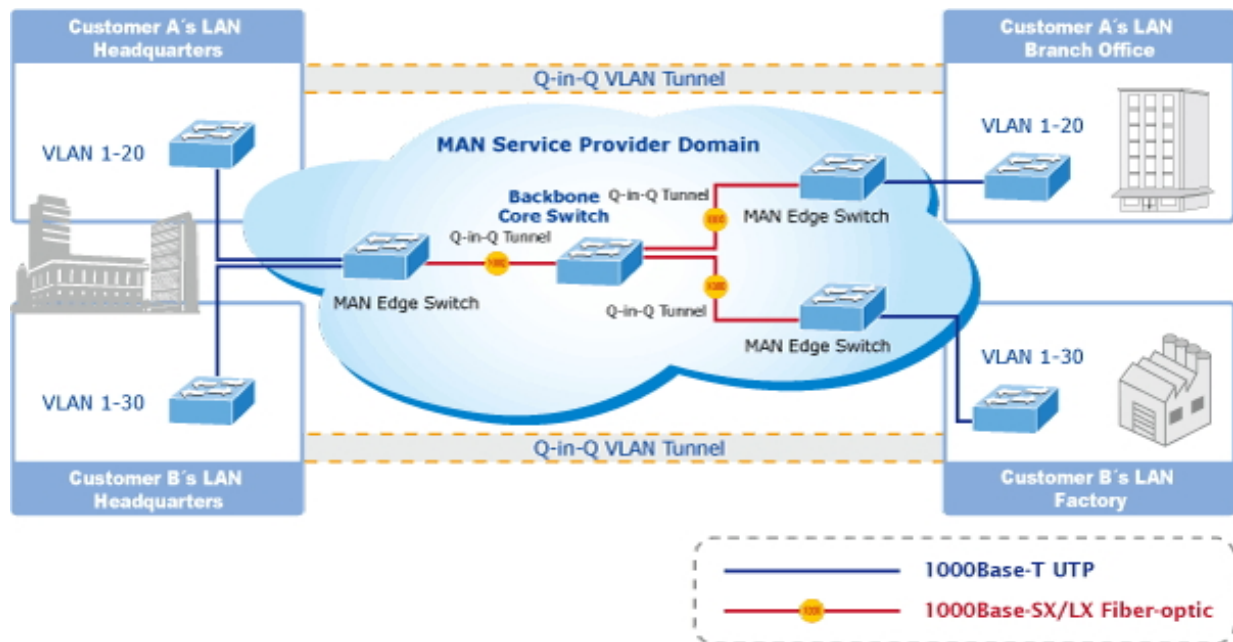 Customer A´s LAN
Headquarters
Customer A´s LAN
Branch Office
Q-in-Q VLAN Tunnel
VLAN 1-20
VLAN 1-20
MAN Service Provider Domain
Backbone
Core Switch
Q-in-Q Tunnel
MAN Edge Switch
Q-in-Q Tunnel
MAN Edge Switch
Q-in-Q Tunnel
MAN Edge Switch
VLAN 1-30
VLAN 1-30
Q-in-Q VLAN Tunnel
Customer B´s LAN
Headquarters
Customer B´s LAN
Factory
1000Base-T UTP
1000Base-SX/LX Fiber-optic